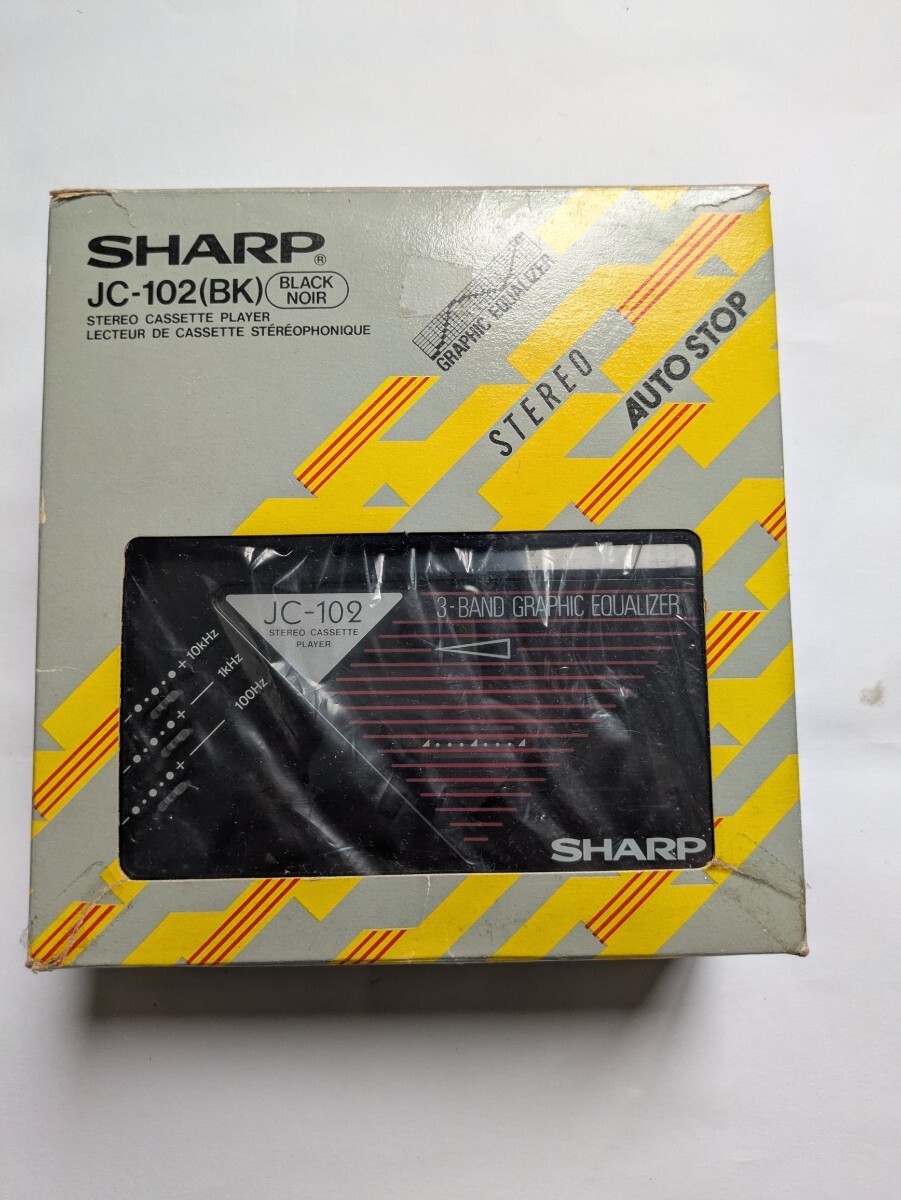 SHARP®
JC-102(BK) BLACK NOIR
STEREO CASSETTE PLAYER
LECTEUR DE CASSETTE STÉRÉOPHONIQUE
GRAPHIC EQUALIZER
STEREO
AUTO STOP
JC-102
STEREO CASSETTE
PLAYER
3-BAND GRAPHIC EQUALIZER
- + 10kHz
- + 1kHz
- + 100Hz
SHARP